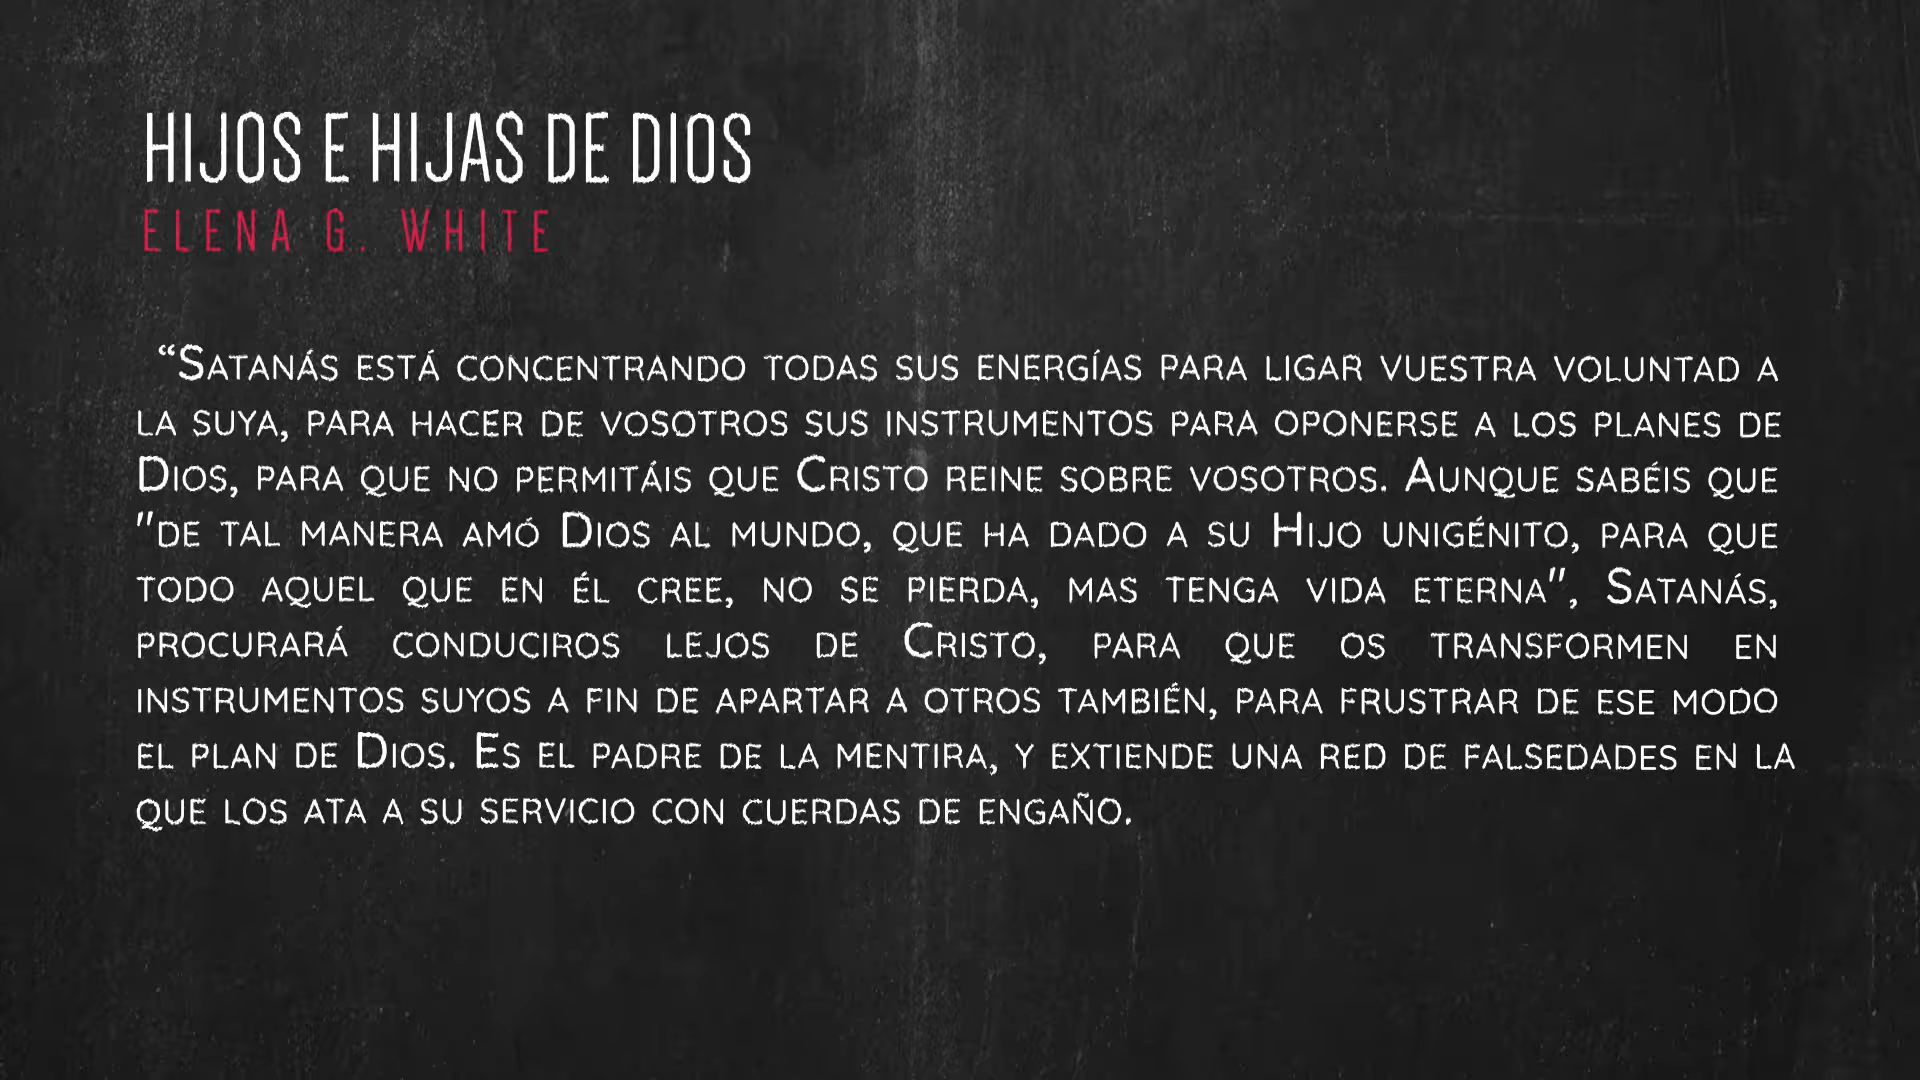 HIJOS E HIJAS DE DIOS
ELENA G. WHITE
“Satanás está concentrando todas sus energías para ligar vuestra voluntad a
la suya, para hacer de vosotros sus instrumentos para oponerse a los planes de
Dios, para que no permitáis que Cristo reine sobre vosotros. Aunque sabéis que
"de tal manera amó Dios al mundo, que ha dado a su Hijo unigénito, para que
todo aquel que en él cree, no se pierda, mas tenga vida eterna", Satanás,
procurará conduciros lejos de Cristo, para que os transformen en
instrumentos suyos a fin de apartar a otros también, para frustrar de ese modo
el plan de Dios. Es el padre de la mentira, y extiende una red de falsedades en la
que los ata a su servicio con cuerdas de engaño.